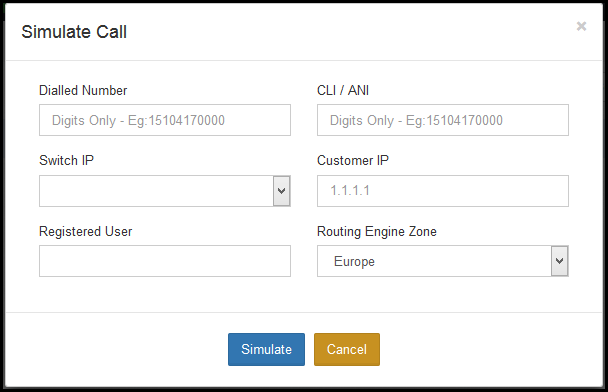 Simulate Call ×
Dialled Number CLI / ANI
Digits Only - Eg:15104170000 Digits Only - Eg:15104170000
Switch IP Customer IP
1.1.1.1
Registered User Routing Engine Zone
Europe
Simulate Cancel